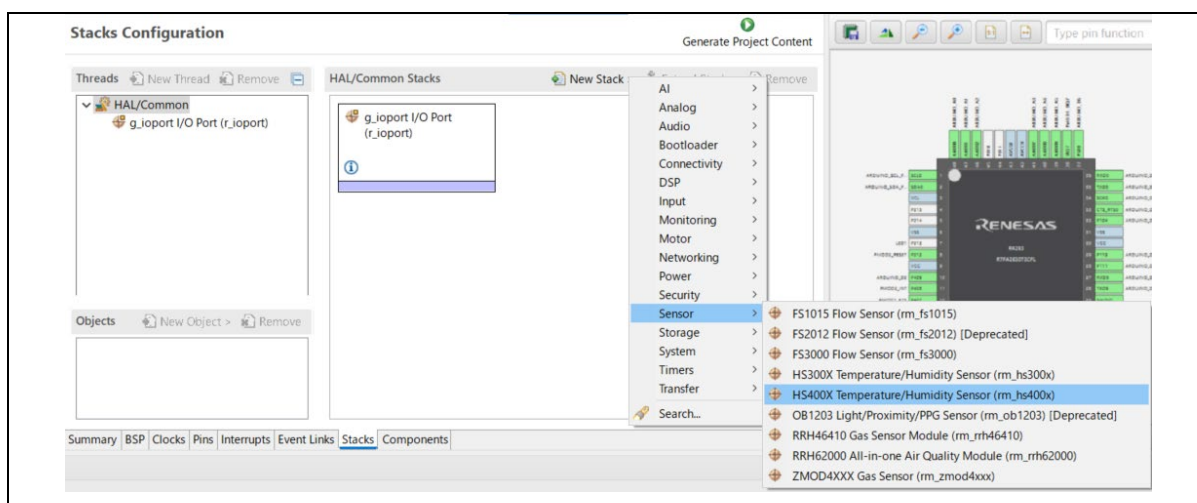 Stacks Configuration
Generate Project Content
Type pin function
Threads New Thread Remove
HAL/Common Stacks New Stack Remove
HAL/Common
g_ioport I/O Port (r_ioport)
g_ioport I/O Port
(r_ioport)
AI
Analog
Audio
Bootloader
Connectivity
DSP
Input
Monitoring
Motor
Networking
Power
Security
Sensor
Storage
System
Timers
Transfer
Search...
RENESAS
FS1015 Flow Sensor (rm_fs1015)
FS2012 Flow Sensor (rm_fs2012) [Deprecated]
FS3000 Flow Sensor (rm_fs3000)
HS300X Temperature/Humidity Sensor (rm_hs300x)
HS400X Temperature/Humidity Sensor (rm_hs400x)
OB1203 Light/Proximity/PPG Sensor (rm_ob1203) [Deprecated]
RRH46410 Gas Sensor Module (rm_rrh46410)
RRH62000 All-in-one Air Quality Module (rm_rrh62000)
ZMOD4XXX Gas Sensor (rm_zmod4xxx)
Objects New Object > Remove
Summary BSP Clocks Pins Interrupts Event Links Stacks Components